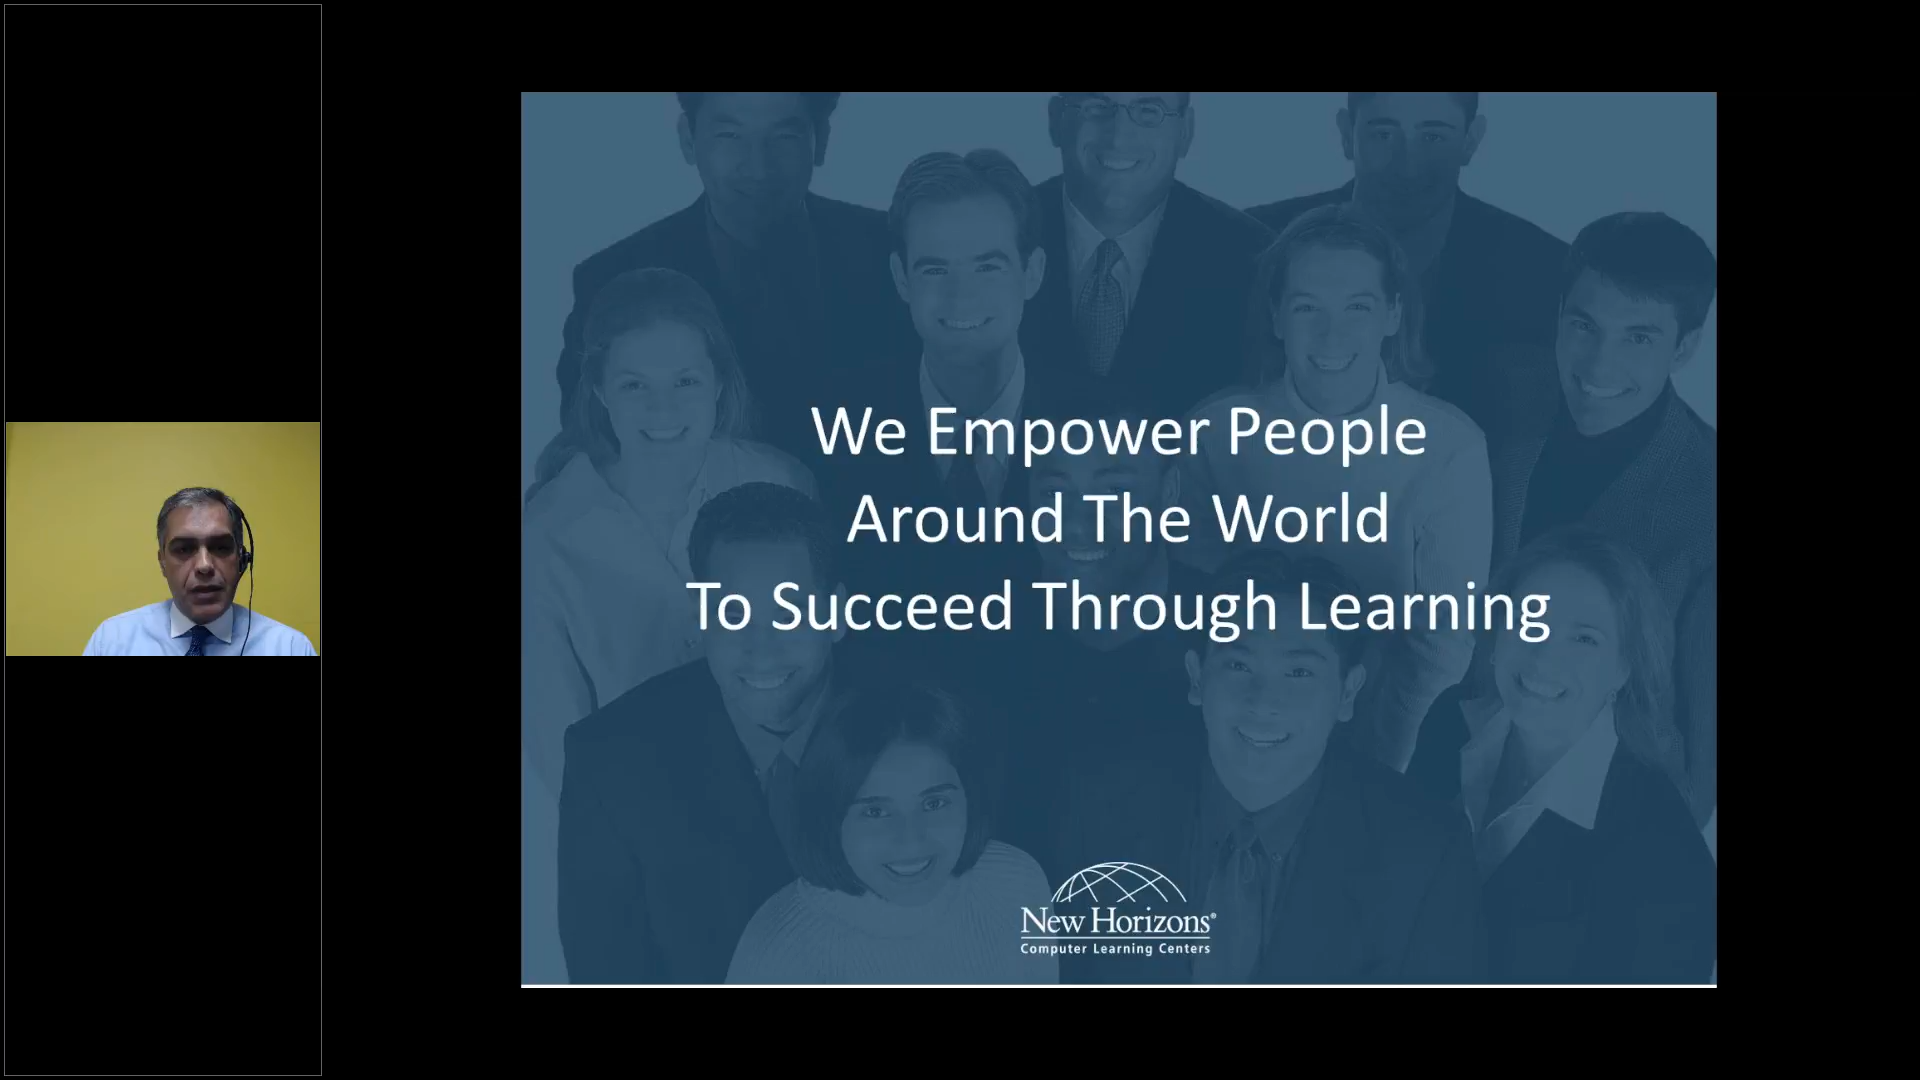 We Empower People
Around The World
To Succeed Through Learning
New Horizons®
Computer Learning Centers